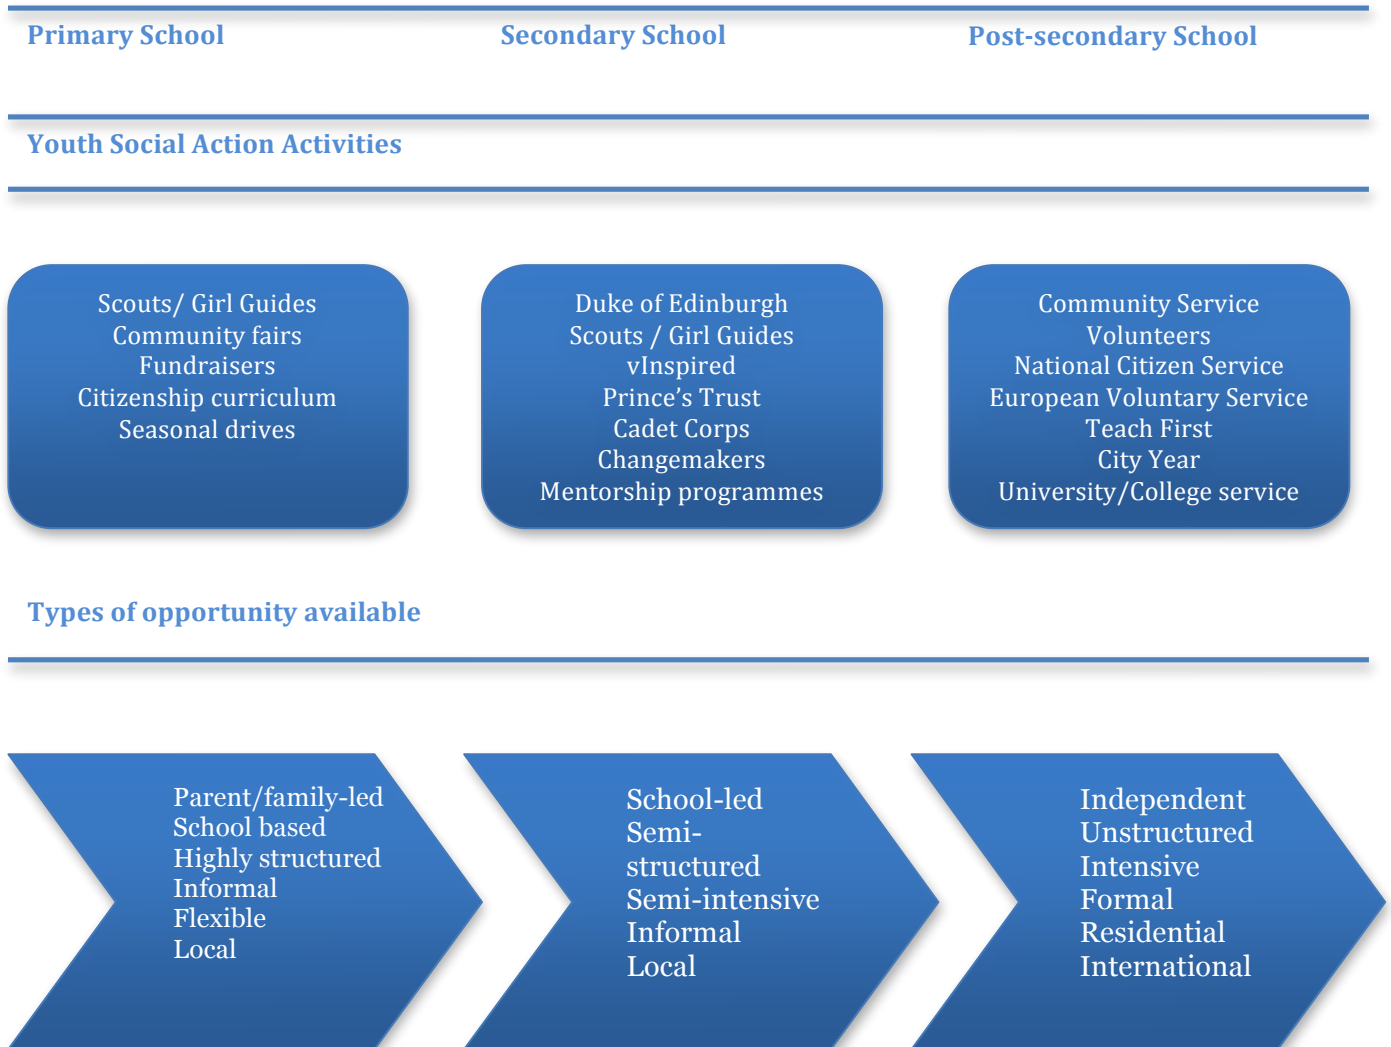 Primary School
Secondary School
Post-secondary School
Youth Social Action Activities
Scouts/ Girl Guides
Community fairs
Fundraisers
Citizenship curriculum
Seasonal drives
Duke of Edinburgh
Scouts / Girl Guides
vInspired
Prince’s Trust
Cadet Corps
Changemakers
Mentorship programmes
Community Service
Volunteers
National Citizen Service
European Voluntary Service
Teach First
City Year
University/College service
Types of opportunity available
Parent/family-led
School based
Highly structured
Informal
Flexible
Local
School-led
Semi-
structured
Semi-intensive
Informal
Local
Independent
Unstructured
Intensive
Formal
Residential
International